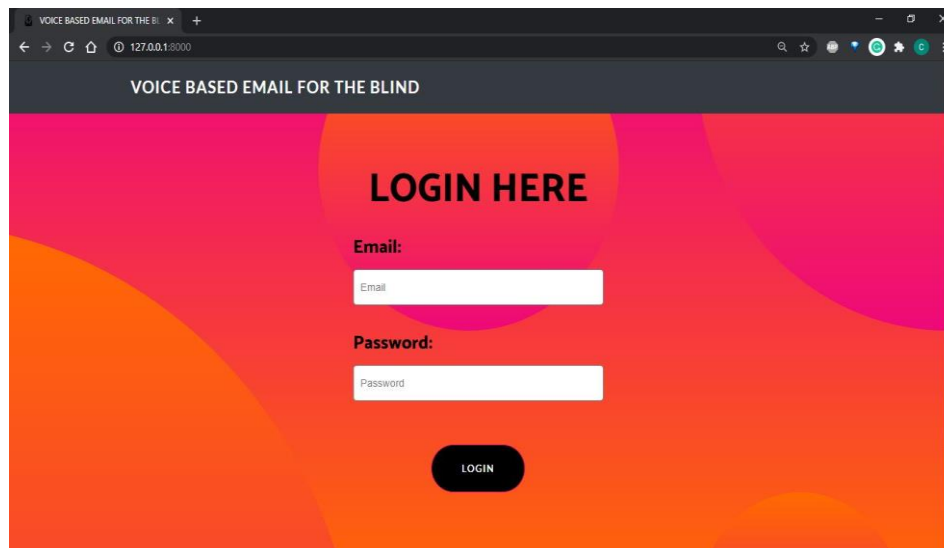 VOICE BASED EMAIL FOR THE BL
127.0.0.1:8000
VOICE BASED EMAIL FOR THE BLIND
LOGIN HERE
Email:
Email
Password:
Password
LOGIN